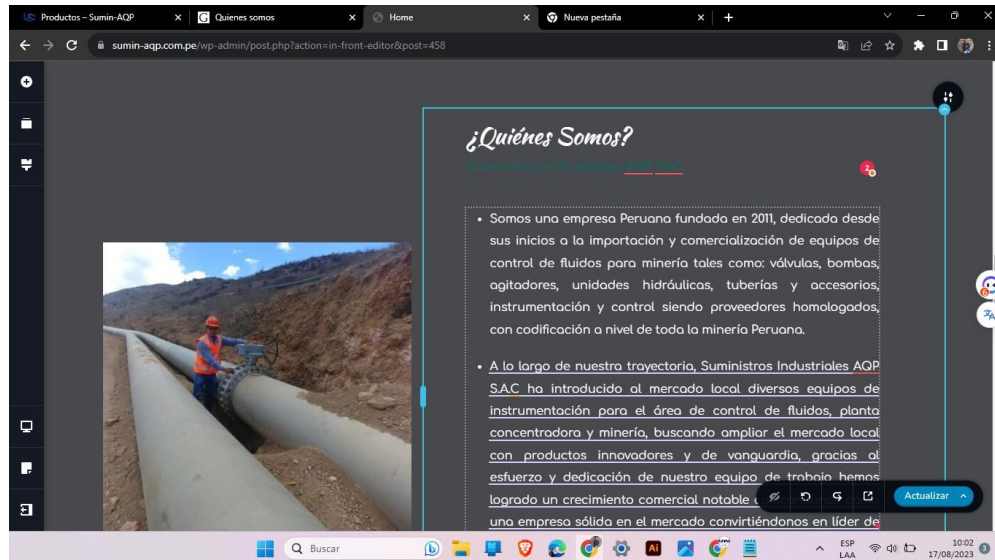 Productos – Sumin-AQP
Quienes somos
Home
Nueva pestaña
sumin-aqp.com.pe/wp-admin/post.php?action=in-front-editor&post=458
¿Quiénes Somos?
Suministros Industriales AQP SAC
2
• Somos una empresa Peruana fundada en 2011, dedicada desde
sus inicios a la importación y comercialización de equipos de
control de fluidos para minería tales como: válvulas, bombas,
agitadores, unidades hidráulicas, tuberías y accesorios,
instrumentación y control siendo proveedores homologados,
con codificación a nivel de toda la minería Peruana.
• A lo largo de nuestra trayectoria, Suministros Industriales AQP
S.A.C ha introducido al mercado local diversos equipos de
instrumentación para el área de control de fluidos, planta
concentradora y minería, buscando ampliar el mercado local
con productos innovadores y de vanguardia, gracias al
esfuerzo y dedicación de nuestro equipo de trabajo hemos
logrado un crecimiento comercial notable
una empresa sólida en el mercado convirtiéndonos en líder de
Actualizar
Buscar
Ai
ESP
LAA
10:02
17/08/2023